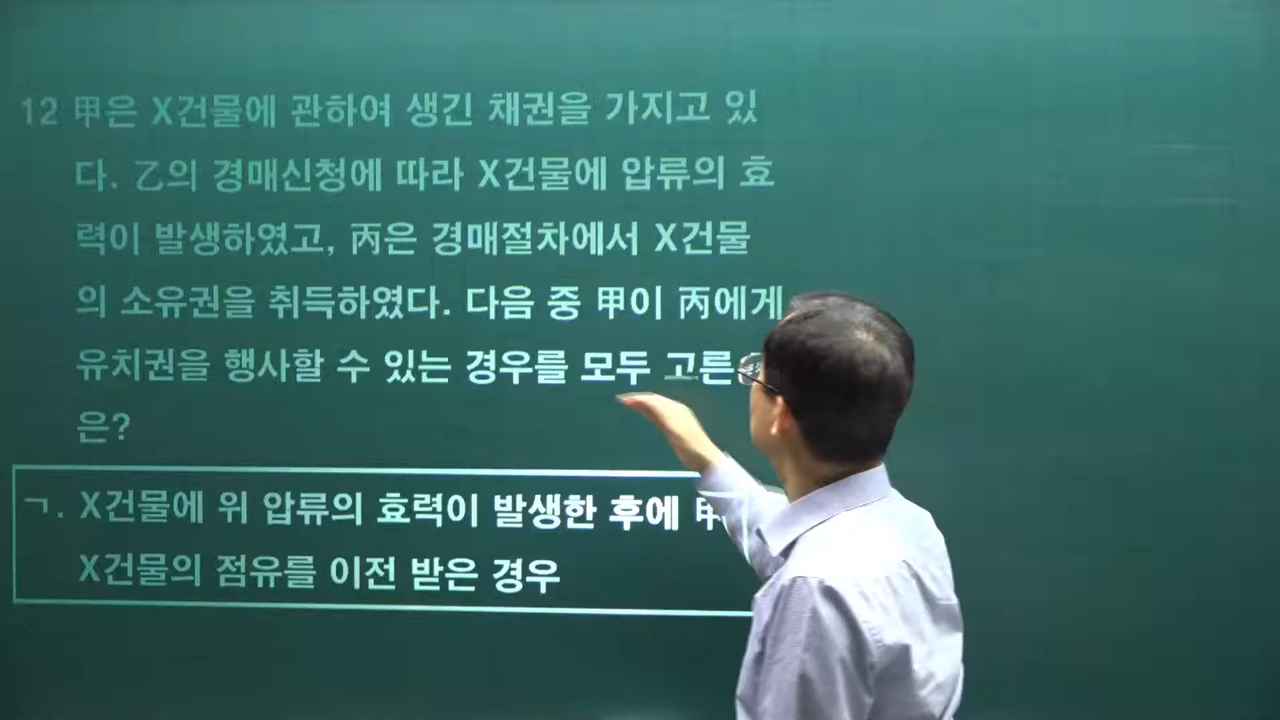 12 甲은 X건물에 관하여 생긴 채권을 가지고 있
다. 乙의 경매신청에 따라 X건물에 압류의 효
력이 발생하였고, 丙은 경매절차에서 X건물
의 소유권을 취득하였다. 다음 중 甲이 丙에게
유치권을 행사할 수 있는 경우를 모두 고른
은?
ㄱ. X건물에 위 압류의 효력이 발생한 후에 甲
X건물의 점유를 이전 받은 경우